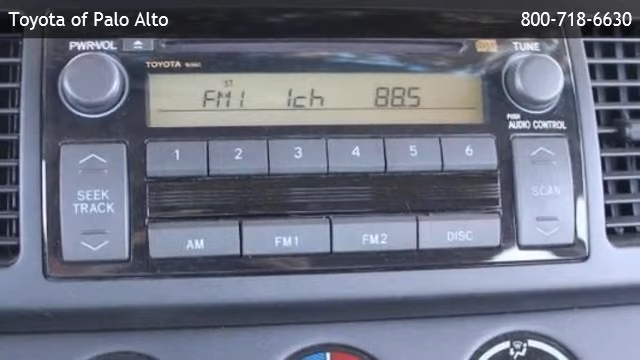 Toyota of Palo Alto
800-718-6630
PWR•VOL
TUNE
TOYOTA
ST
FM1 1ch 88.5
PUSH
AUDIO CONTROL
1 2 3 4 5 6
SEEK
TRACK
SCAN
AM FM1 FM2 DISC